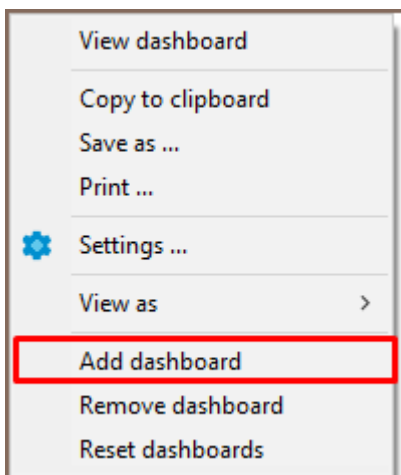 View dashboard
Copy to clipboard
Save as ...
Print ...
Settings ...
View as
Add dashboard
Remove dashboard
Reset dashboards